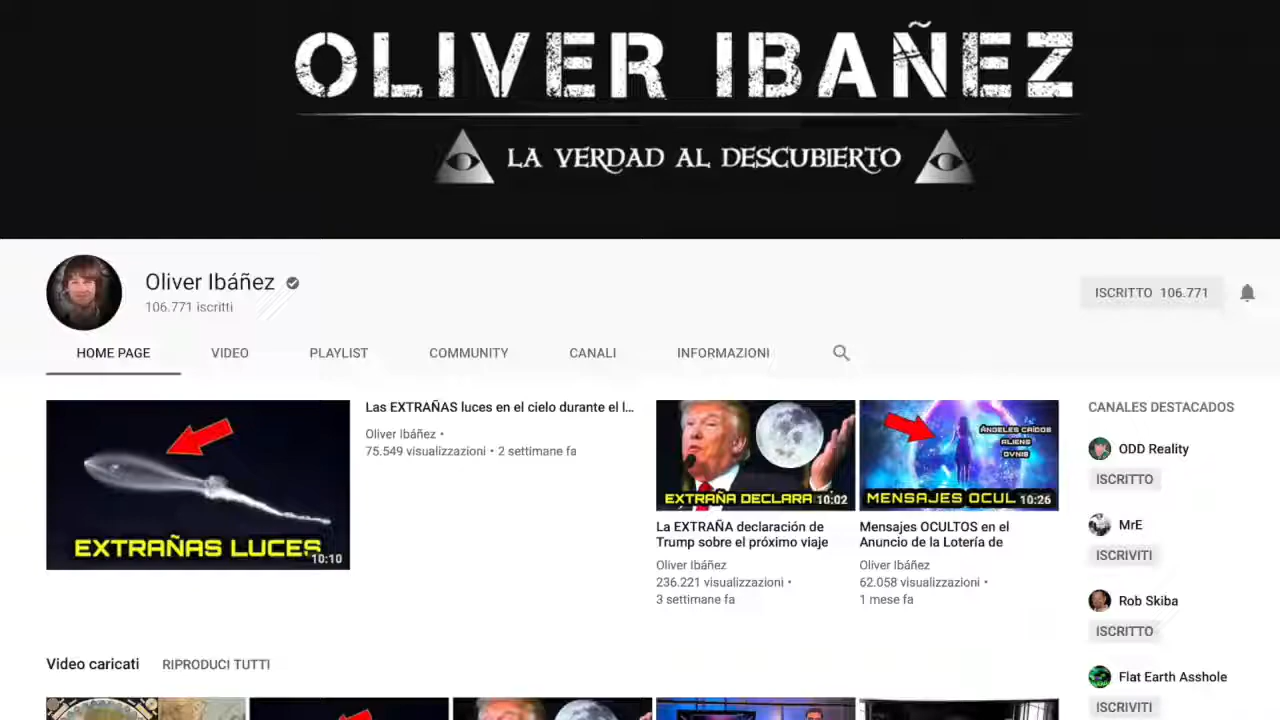 OLIVER IBAÑEZ
LA VERDAD AL DESCUBIERTO
Oliver Ibáñez
106.771 iscritti
ISCRITTO 106.771
HOME PAGE
VIDEO
PLAYLIST
COMMUNITY
CANALI
INFORMAZIONI
EXTRAÑAS LUCES
10:10
Las EXTRAÑAS luces en el cielo durante el l...
Oliver Ibáñez •
75.549 visualizzazioni • 2 settimane fa
EXTRAÑA DECLARA
10:02
La EXTRAÑA declaración de
Trump sobre el próximo viaje
Oliver Ibáñez
236.221 visualizzazioni •
3 settimane fa
ÁNGELES CAÍDOS
ALIENS
OVNIS
MENSAJES OCUL
10:26
Mensajes OCULTOS en el
Anuncio de la Lotería de
Oliver Ibáñez
62.058 visualizzazioni •
1 mese fa
CANALES DESTACADOS
ODD Reality
ISCRITTO
MrE
ISCRIVITI
Rob Skiba
ISCRITTO
Flat Earth Asshole
ISCRIVITI
Video caricati
RIPRODUCI TUTTI